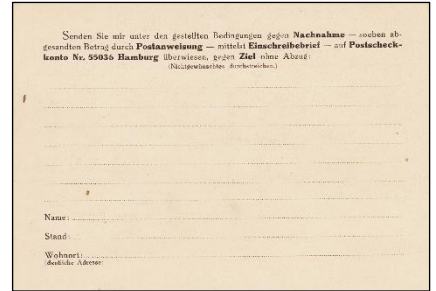 Senden Sie mir unter den gestellten Bedingungen gegen Nachnahme — soeben ab-
gesandten Betrag durch Postanweisung — mittelst Einschreibebrief — auf Postscheck-
konto Nr. 55036 Hamburg überwiesen, gegen Ziel ohne Abzug:
(Nichtgewünschtes durchstreichen.)
Name:
Stand:
Wohnort:
(deutliche Adresse)